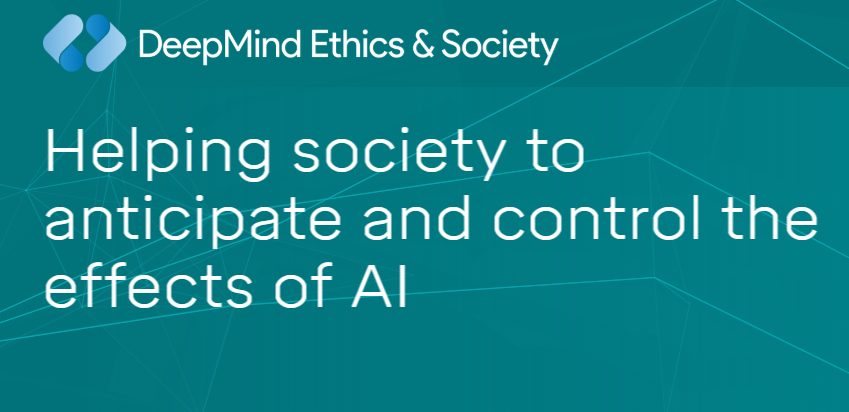 DeepMind Ethics & Society
Helping society to
anticipate and control the
effects of AI